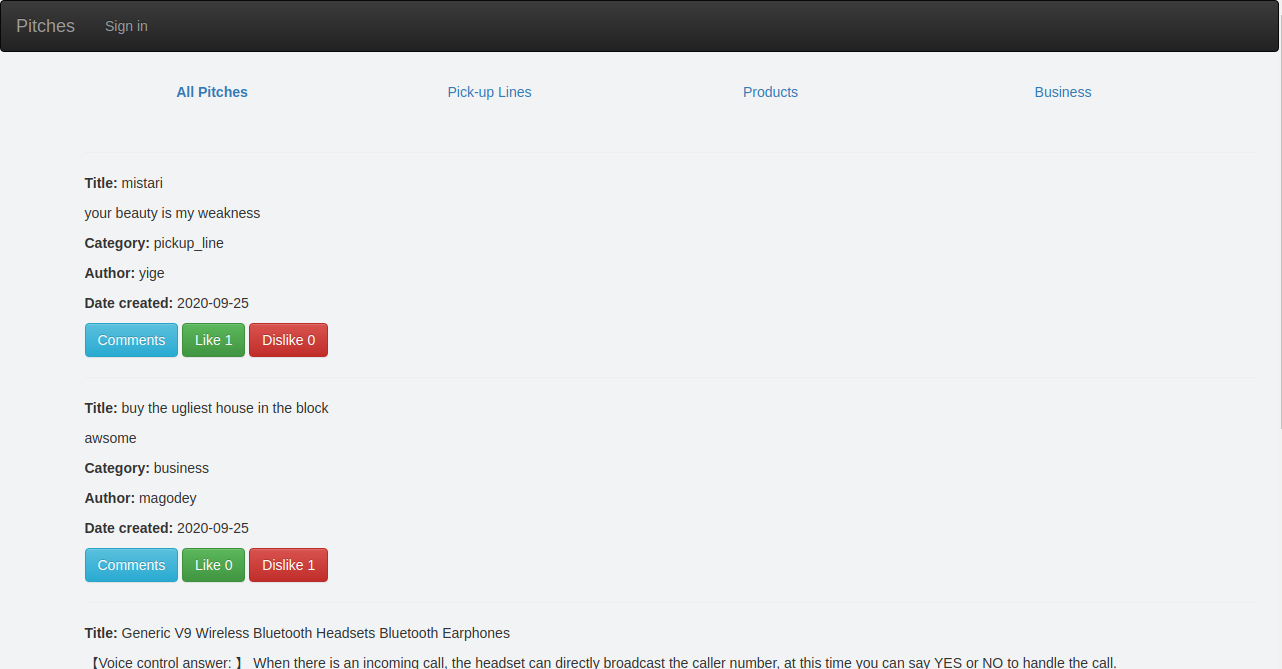 Pitches Sign in
All Pitches Pick-up Lines Products Business
Title: mistari
your beauty is my weakness
Category: pickup_line
Author: yige
Date created: 2020-09-25
Comments Like 1 Dislike 0
Title: buy the ugliest house in the block
awsome
Category: business
Author: magodey
Date created: 2020-09-25
Comments Like 0 Dislike 1
Title: Generic V9 Wireless Bluetooth Headsets Bluetooth Earphones
【Voice control answer: 】 When there is an incoming call, the headset can directly broadcast the caller number, at this time you can say YES or NO to handle the call.